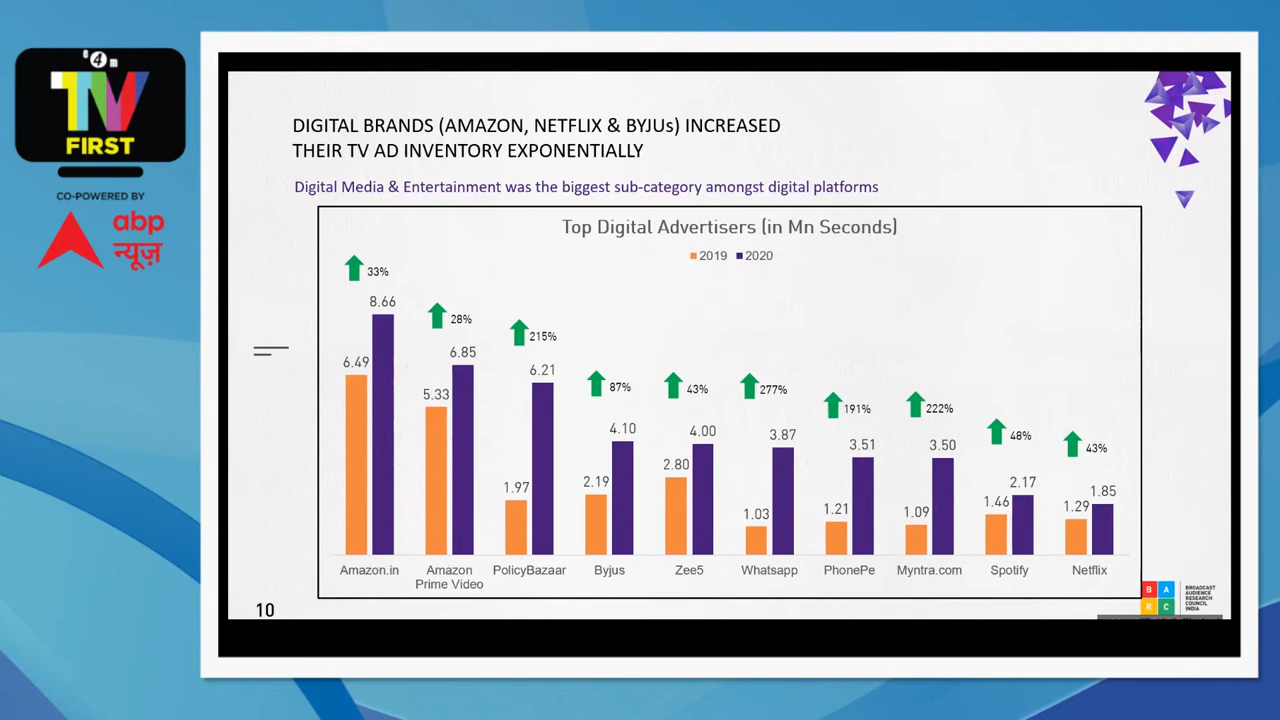 e4m
TV
FIRST
CO-POWERED BY
abp
न्यूज़
DIGITAL BRANDS (AMAZON, NETFLIX & BYJUs) INCREASED
THEIR TV AD INVENTORY EXPONENTIALLY
Digital Media & Entertainment was the biggest sub-category amongst digital platforms
Top Digital Advertisers (in Mn Seconds)
2019 2020
33% 28% 215% 87% 43% 277% 191% 222% 48% 43%
6.49 8.66 5.33 6.85 1.97 6.21 2.19 4.10 2.80 4.00 1.03 3.87 1.21 3.51 1.09 3.50 1.46 2.17 1.29 1.85
Amazon.in Amazon PolicyBazaar Byjus Zee5 Whatsapp PhonePe Myntra.com Spotify Netflix
Prime Video
10
B A
R C
BROADCAST
AUDIENCE
RESEARCH
COUNCIL
INDIA